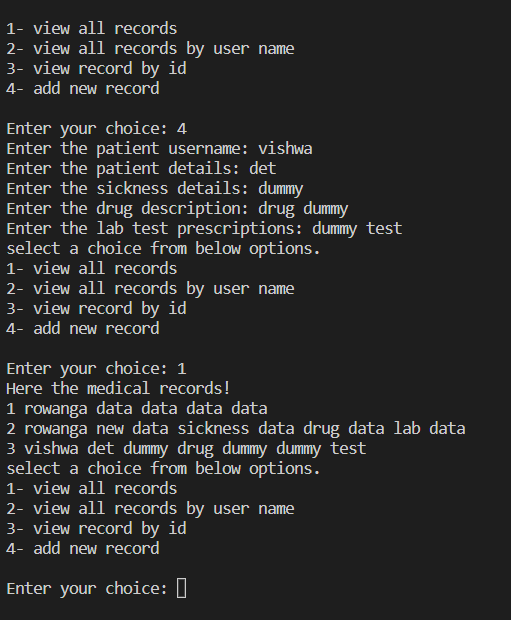 1- view all records
2- view all records by user name
3- view record by id
4- add new record
Enter your choice: 4
Enter the patient username: vishwa
Enter the patient details: det
Enter the sickness details: dummy
Enter the drug description: drug dummy
Enter the lab test prescriptions: dummy test
select a choice from below options.
1- view all records
2- view all records by user name
3- view record by id
4- add new record
Enter your choice: 1
Here the medical records!
1 rowanga data data data data
2 rowanga new data sickness data drug data lab data
3 vishwa det dummy drug dummy dummy test
select a choice from below options.
1- view all records
2- view all records by user name
3- view record by id
4- add new record
Enter your choice: